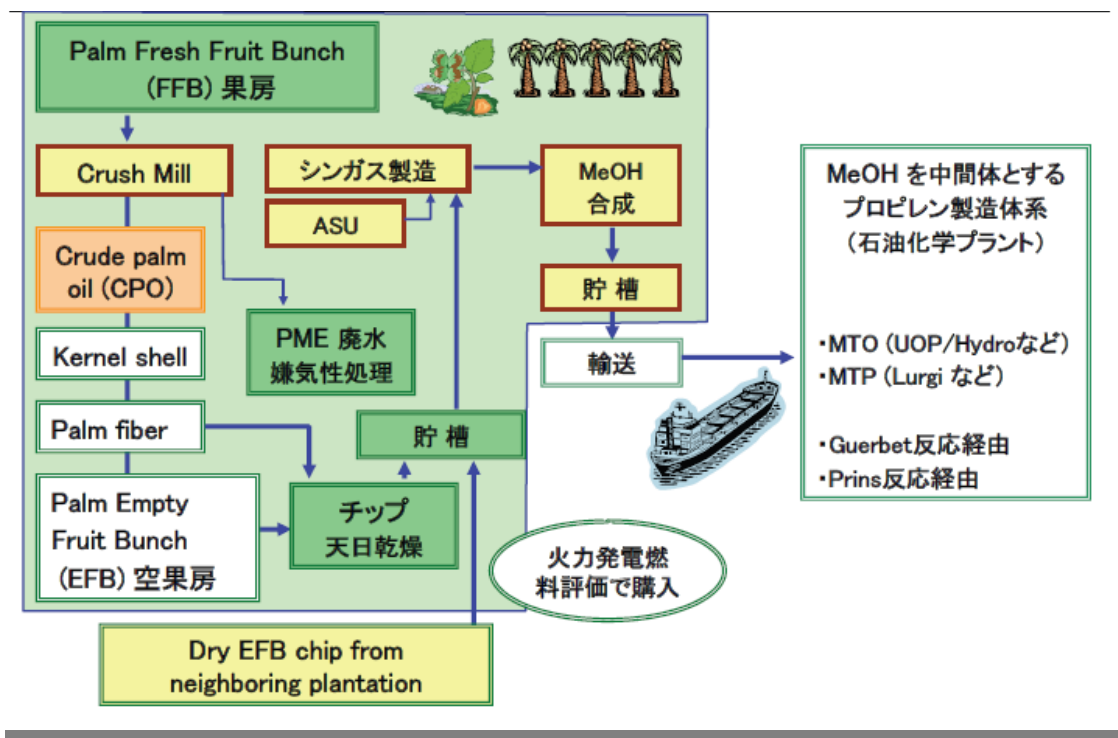 Palm Fresh Fruit Bunch
(FFB) 果房
Crush Mill
シンガス製造
ASU
MeOH
合成
貯 槽
輸送
Crude palm
oil (CPO)
PME 廃水
嫌気性処理
Kernel shell
Palm fiber
貯 槽
Palm Empty
Fruit Bunch
(EFB) 空果房
チップ
天日乾燥
火力発電燃
料評価で購入
Dry EFB chip from
neighboring plantation
MeOH を中間体とする
プロピレン製造体系
(石油化学プラント)
・MTO (UOP/Hydroなど)
・MTP (Lurgi など)
・Guerbet反応経由
・Prins反応経由